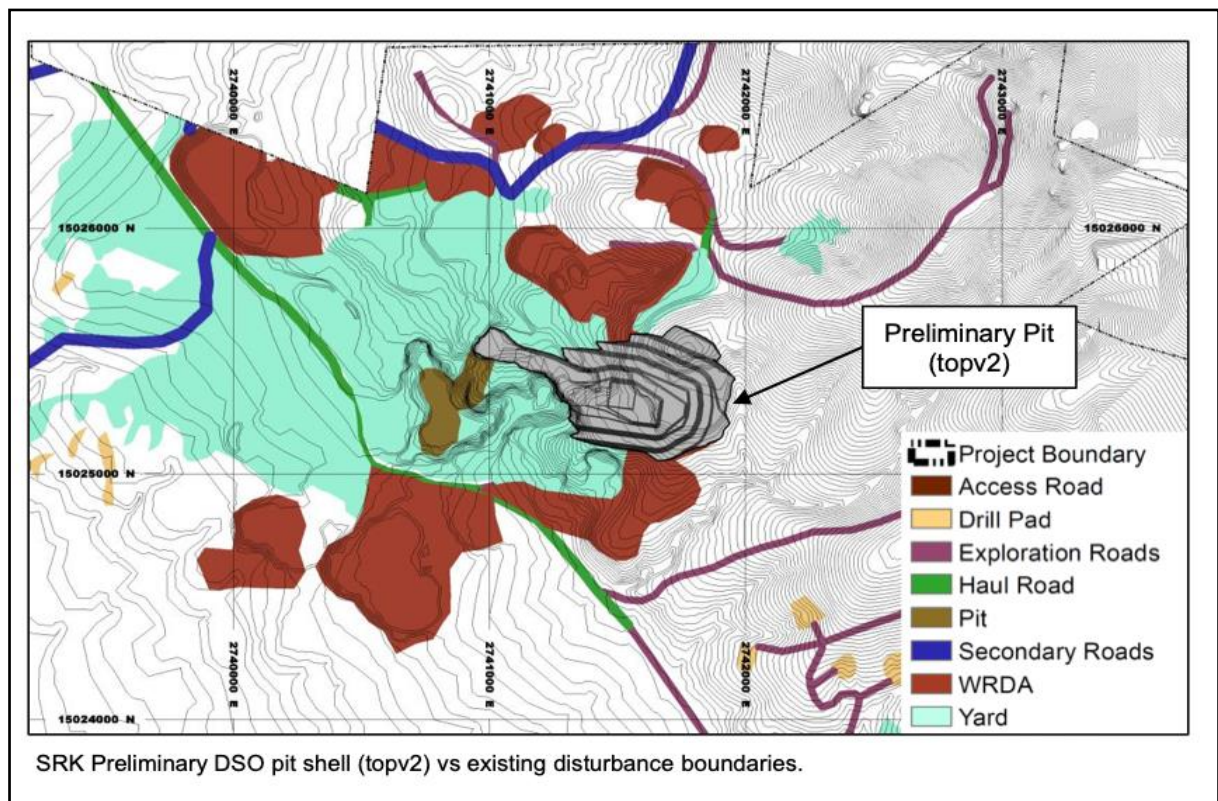 2740000 E
2741000 E
2742000 E
2743000 E
15026000 N
15026000 N
Preliminary Pit
(topv2)
15025000 N
Project Boundary
Access Road
Drill Pad
Exploration Roads
Haul Road
Pit
Secondary Roads
WRDA
Yard
2740000 E
2741000 E
2742000 E
15024000 N
SRK Preliminary DSO pit shell (topv2) vs existing disturbance boundaries.